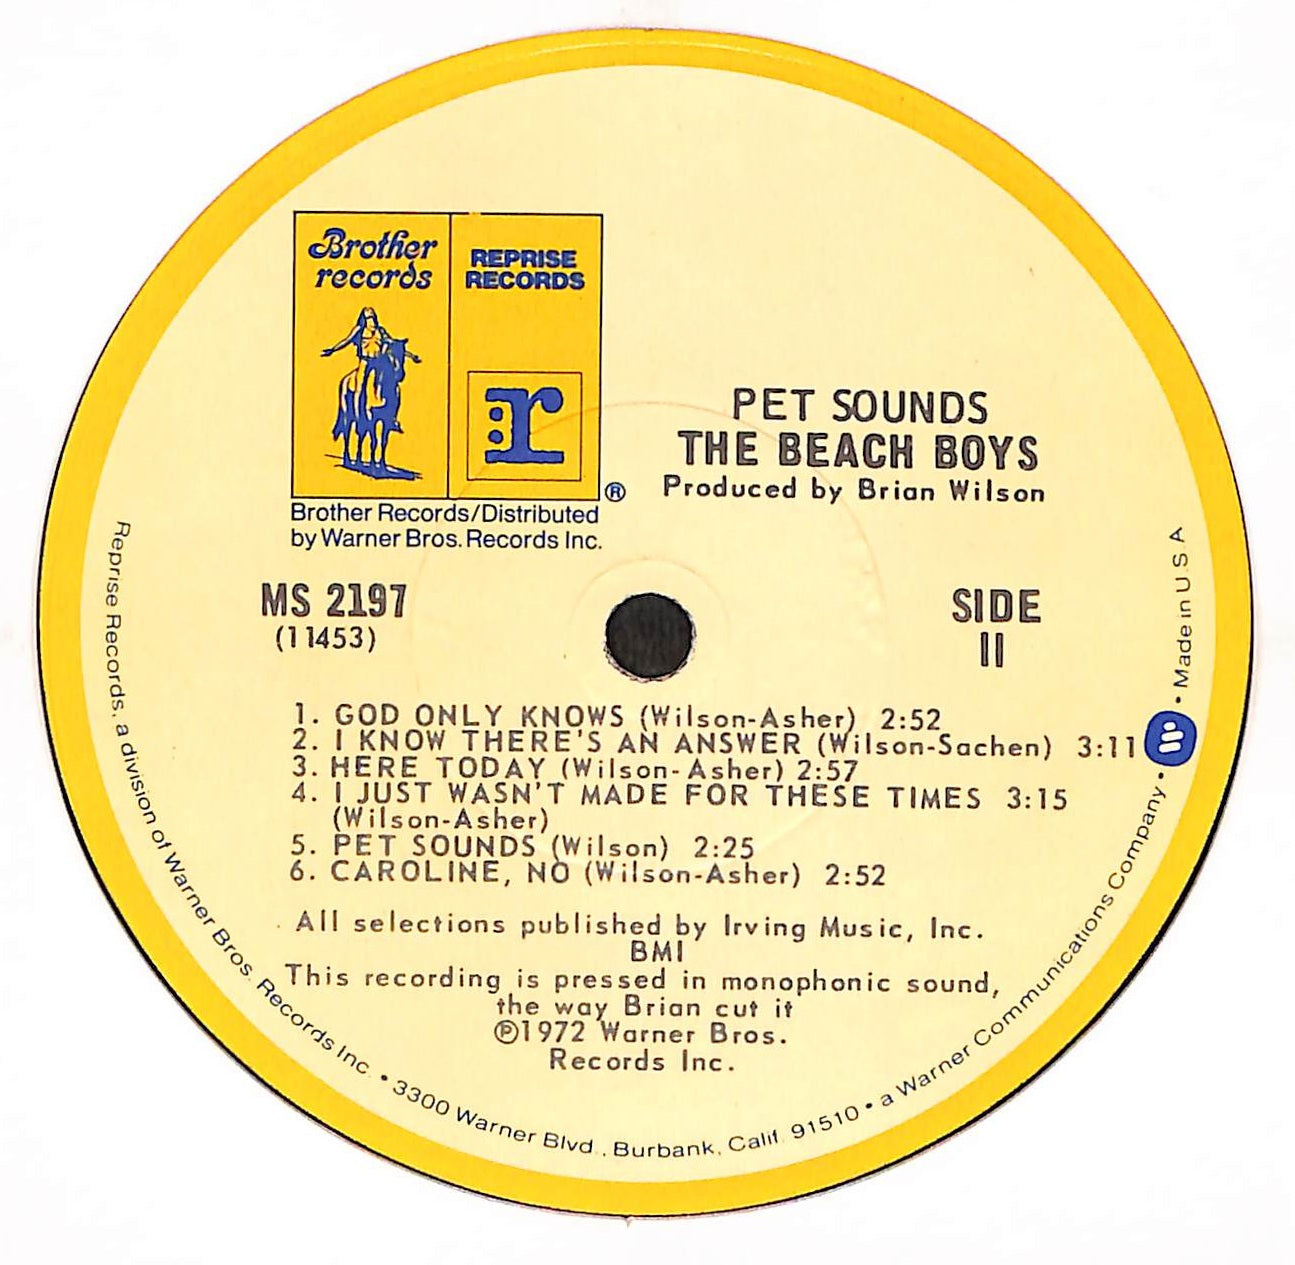 Brother
records
REPRISE
RECORDS
:r
®
Brother Records/Distributed
by Warner Bros. Records Inc.
PET SOUNDS
THE BEACH BOYS
Produced by Brian Wilson
MS 2197
(11453)
SIDE
II
1. GOD ONLY KNOWS (Wilson-Asher) 2:52
2. I KNOW THERE'S AN ANSWER (Wilson-Sachen) 3:11
3. HERE TODAY (Wilson-Asher) 2:57
4. I JUST WASN'T MADE FOR THESE TIMES 3:15
(Wilson-Asher)
5. PET SOUNDS (Wilson) 2:25
6. CAROLINE, NO (Wilson-Asher) 2:52
All selections published by Irving Music, Inc.
BMI
This recording is pressed in monophonic sound,
the way Brian cut it
℗1972 Warner Bros.
Records Inc.
Reprise Records, a division of Warner Bros. Records Inc. • 3300 Warner Blvd., Burbank, Calif. 91510 • a Warner Communications Company • W • Made in U.S.A